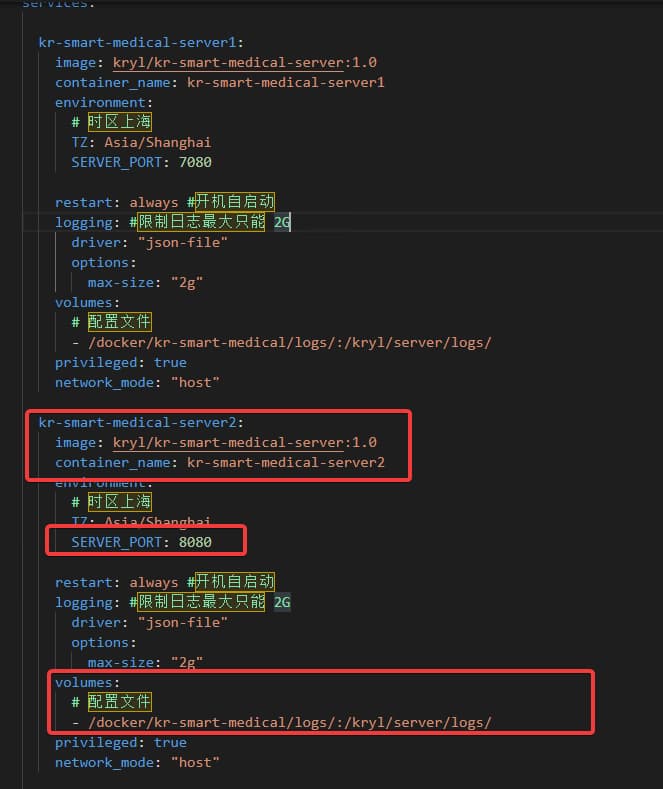 services:
kr-smart-medical-server1:
image: kryl/kr-smart-medical-server:1.0
container_name: kr-smart-medical-server1
environment:
# 时区上海
TZ: Asia/Shanghai
SERVER_PORT: 7080
restart: always #开机自启动
logging: #限制日志最大只能 2G
driver: "json-file"
options:
max-size: "2g"
volumes:
# 配置文件
- /docker/kr-smart-medical/logs/:/kryl/server/logs/
privileged: true
network_mode: "host"
kr-smart-medical-server2:
image: kryl/kr-smart-medical-server:1.0
container_name: kr-smart-medical-server2
environment:
# 时区上海
TZ: Asia/Shanghai
SERVER_PORT: 8080
restart: always #开机自启动
logging: #限制日志最大只能 2G
driver: "json-file"
options:
max-size: "2g"
volumes:
# 配置文件
- /docker/kr-smart-medical/logs/:/kryl/server/logs/
privileged: true
network_mode: "host"